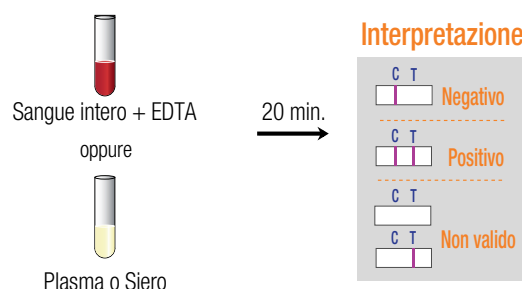 Sangue intero + EDTA
oppure
Plasma o Siero
20 min.
Interpretazione
C T
Negativo
C T
Positivo
C T
C T
Non valido